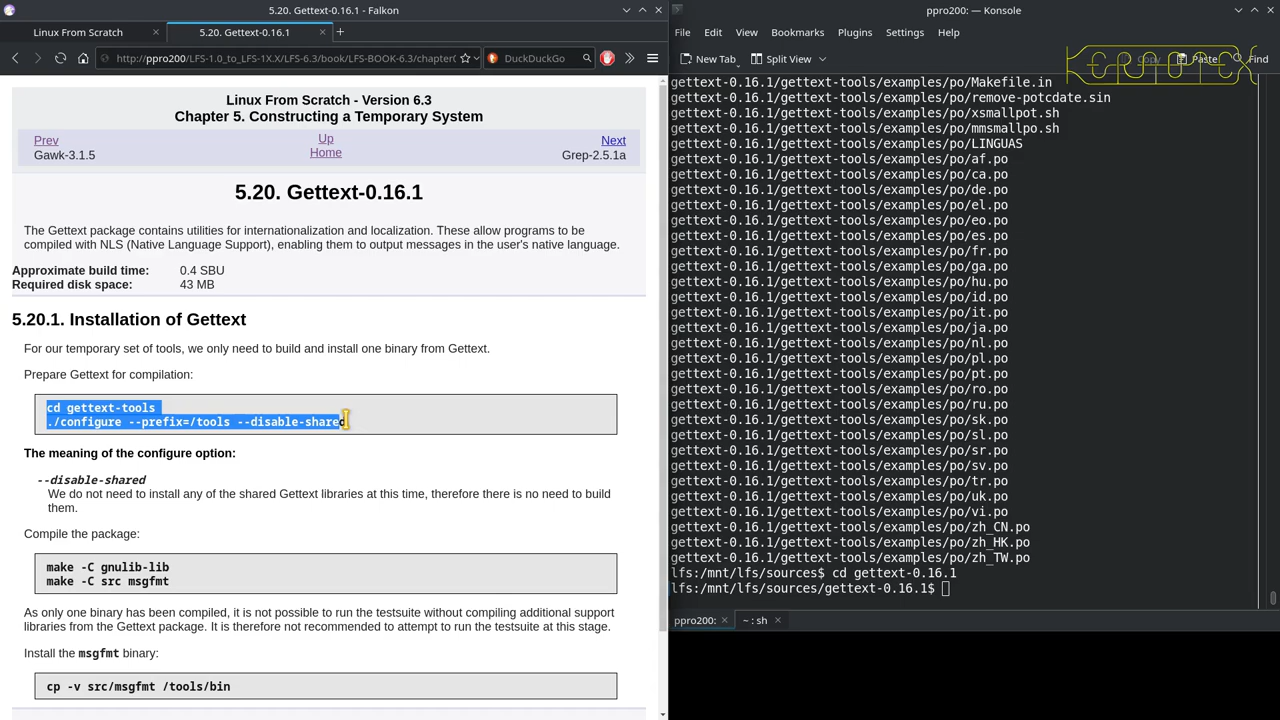 5.20. Gettext-0.16.1 - Falkon
Linux From Scratch
5.20. Gettext-0.16.1
http://ppro200/LFS-1.0_to_LFS-1X.X/LFS-6.3/book/LFS-BOOK-6.3/chapter(
DuckDuckGo
Linux From Scratch - Version 6.3
Chapter 5. Constructing a Temporary System
Prev
Up
Next
Gawk-3.1.5
Home
Grep-2.5.1a
5.20. Gettext-0.16.1
The Gettext package contains utilities for internationalization and localization. These allow programs to be
compiled with NLS (Native Language Support), enabling them to output messages in the user's native language.
Approximate build time: 0.4 SBU
Required disk space: 43 MB
5.20.1. Installation of Gettext
For our temporary set of tools, we only need to build and install one binary from Gettext.
Prepare Gettext for compilation:
cd gettext-tools
./configure --prefix=/tools --disable-shared
The meaning of the configure option:
--disable-shared
We do not need to install any of the shared Gettext libraries at this time, therefore there is no need to build
them.
Compile the package:
make -C gnulib-lib
make -C src msgfmt
As only one binary has been compiled, it is not possible to run the testsuite without compiling additional support
libraries from the Gettext package. It is therefore not recommended to attempt to run the testsuite at this stage.
Install the msgfmt binary:
cp -v src/msgfmt /tools/bin
ppro200: — Konsole
File Edit View Bookmarks Plugins Settings Help
New Tab Split View Copy Paste Find
gettext-0.16.1/gettext-tools/examples/po/Makefile.in
gettext-0.16.1/gettext-tools/examples/po/remove-potcdate.sin
gettext-0.16.1/gettext-tools/examples/po/xsmallpot.sh
gettext-0.16.1/gettext-tools/examples/po/mmsmallpo.sh
gettext-0.16.1/gettext-tools/examples/po/LINGUAS
gettext-0.16.1/gettext-tools/examples/po/af.po
gettext-0.16.1/gettext-tools/examples/po/ca.po
gettext-0.16.1/gettext-tools/examples/po/de.po
gettext-0.16.1/gettext-tools/examples/po/el.po
gettext-0.16.1/gettext-tools/examples/po/eo.po
gettext-0.16.1/gettext-tools/examples/po/es.po
gettext-0.16.1/gettext-tools/examples/po/fr.po
gettext-0.16.1/gettext-tools/examples/po/ga.po
gettext-0.16.1/gettext-tools/examples/po/hu.po
gettext-0.16.1/gettext-tools/examples/po/id.po
gettext-0.16.1/gettext-tools/examples/po/it.po
gettext-0.16.1/gettext-tools/examples/po/ja.po
gettext-0.16.1/gettext-tools/examples/po/nl.po
gettext-0.16.1/gettext-tools/examples/po/pl.po
gettext-0.16.1/gettext-tools/examples/po/pt.po
gettext-0.16.1/gettext-tools/examples/po/ro.po
gettext-0.16.1/gettext-tools/examples/po/ru.po
gettext-0.16.1/gettext-tools/examples/po/sk.po
gettext-0.16.1/gettext-tools/examples/po/sl.po
gettext-0.16.1/gettext-tools/examples/po/sr.po
gettext-0.16.1/gettext-tools/examples/po/sv.po
gettext-0.16.1/gettext-tools/examples/po/tr.po
gettext-0.16.1/gettext-tools/examples/po/uk.po
gettext-0.16.1/gettext-tools/examples/po/vi.po
gettext-0.16.1/gettext-tools/examples/po/zh_CN.po
gettext-0.16.1/gettext-tools/examples/po/zh_HK.po
gettext-0.16.1/gettext-tools/examples/po/zh_TW.po
lfs:/mnt/lfs/sources$ cd gettext-0.16.1
lfs:/mnt/lfs/sources/gettext-0.16.1$
ppro200:
~ : sh